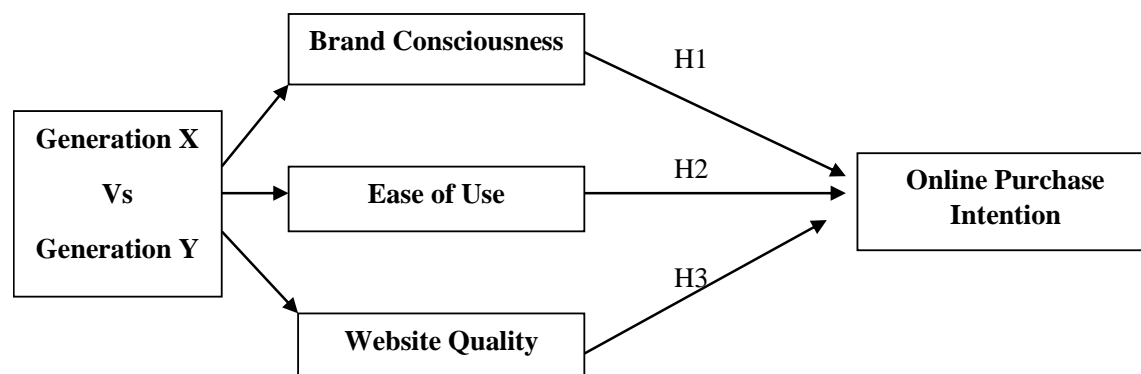 Brand Consciousness
H1
Generation X
Vs
Generation Y
Ease of Use
H2
Online Purchase
Intention
H3
Website Quality